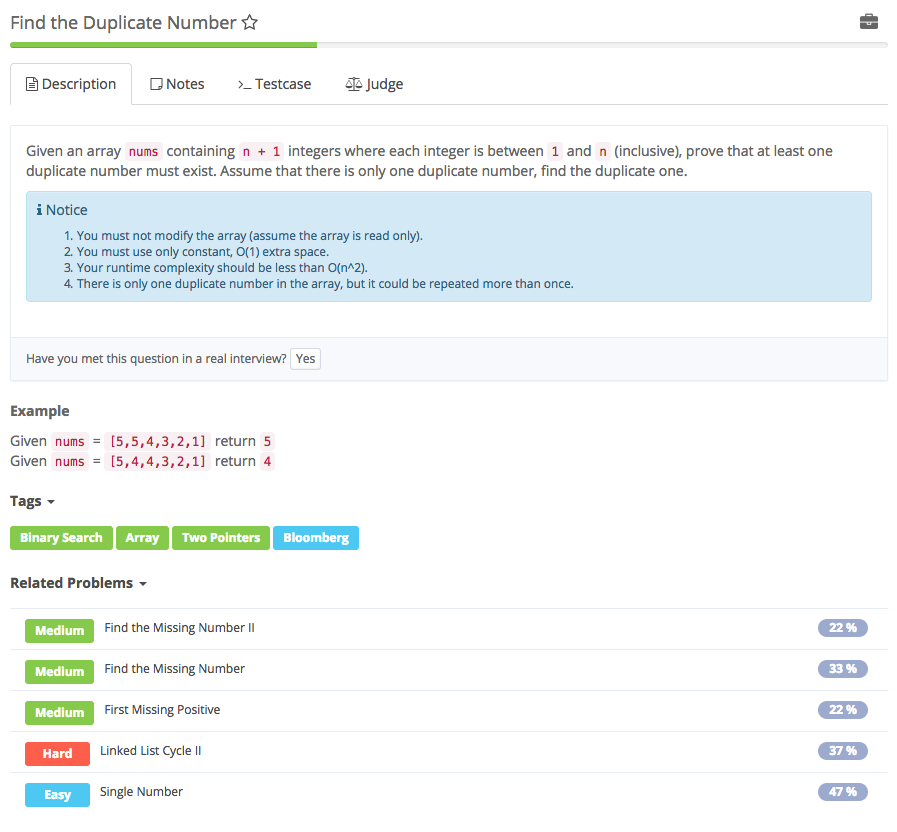 Find the Duplicate Number
Description Notes >_ Testcase Judge
Given an array nums containing n + 1 integers where each integer is between 1 and n (inclusive), prove that at least one
duplicate number must exist. Assume that there is only one duplicate number, find the duplicate one.
Notice
1. You must not modify the array (assume the array is read only).
2. You must use only constant, O(1) extra space.
3. Your runtime complexity should be less than O(n^2).
4. There is only one duplicate number in the array, but it could be repeated more than once.
Have you met this question in a real interview? Yes
Example
Given nums = [5,5,4,3,2,1] return 5
Given nums = [5,4,4,3,2,1] return 4
Tags
Binary Search Array Two Pointers Bloomberg
Related Problems
Medium Find the Missing Number II 22 %
Medium Find the Missing Number 33 %
Medium First Missing Positive 22 %
Hard Linked List Cycle II 37 %
Easy Single Number 47 %